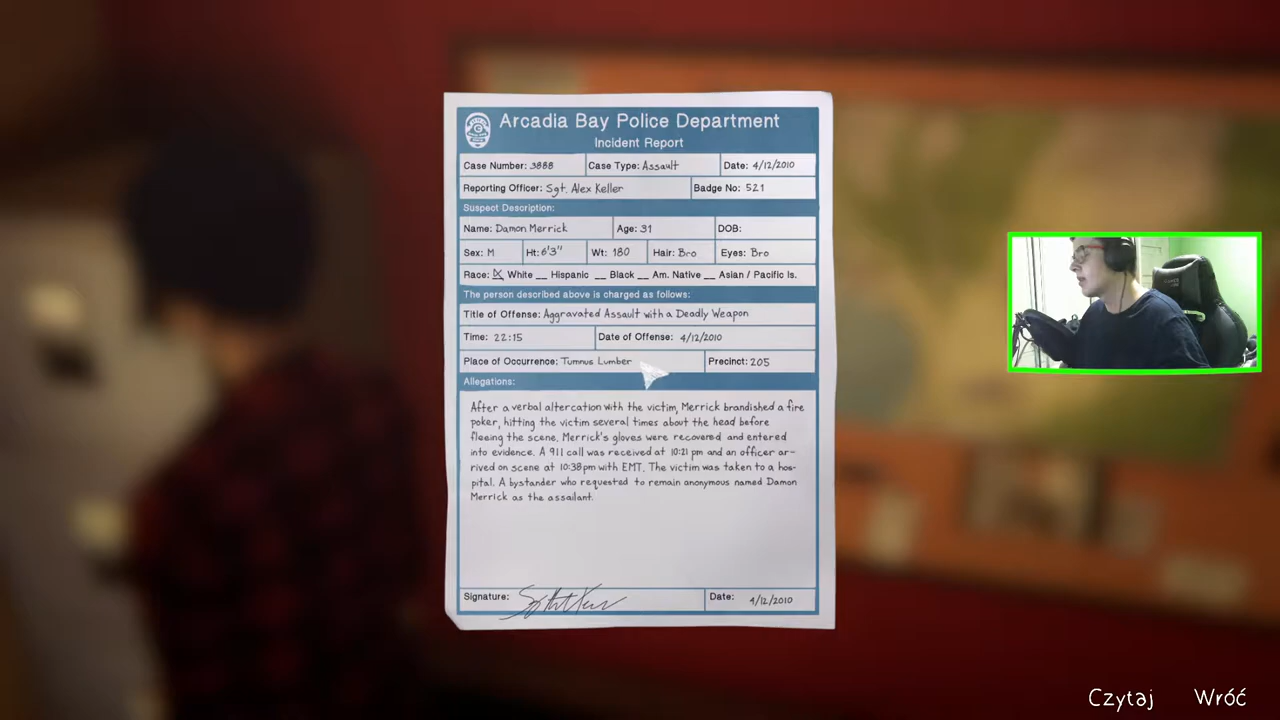 Arcadia Bay Police Department
Incident Report
Case Number: 3888 Case Type: Assault Date: 4/12/2010
Reporting Officer: Sgt. Alex Keller Badge No: 521
Suspect Description:
Name: Damon Merrick Age: 31 DOB:
Sex: M Ht: 6'3" Wt: 180 Hair: Bro Eyes: Bro
Race: X White __ Hispanic __ Black __ Am. Native __ Asian / Pacific Is.
The person described above is charged as follows:
Title of Offense: Aggravated Assault with a Deadly Weapon
Time: 22:15 Date of Offense: 4/12/2010
Place of Occurrence: Tumnus Lumber Precinct: 205
Allegations:
After a verbal altercation with the victim, Merrick brandished a fire
poker, hitting the victim several times about the head before
fleeing the scene. Merrick's gloves were recovered and entered
into evidence. A 911 call was received at 10:21 pm and an officer ar-
rived on scene at 10:38pm with EMT. The victim was taken to a hos-
pital. A bystander who requested to remain anonymous named Damon
Merrick as the assailant.
Signature: Date: 4/12/2010
Czytaj Wróć